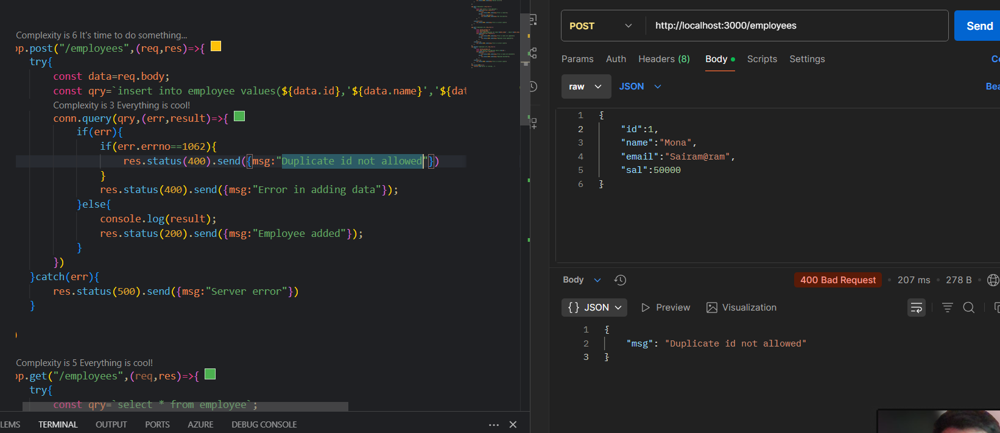 Complexity is 6 It's time to do something...
pp.post("/employees",(req,res)=>{
try{
const data=req.body;
const qry=`insert into employee values(${data.id},'${data.name}','${dat
Complexity is 3 Everything is cool!
conn.query(qry,(err,result)=>{
if(err){
if(err.errno==1062){
res.status(400).send({msg:"Duplicate id not allowed"})
}
res.status(400).send({msg:"Error in adding data"});
}else{
console.log(result);
res.status(200).send({msg:"Employee added"});
}
})
}catch(err){
res.status(500).send({msg:"Server error"})
}
)
Complexity is 5 Everything is cool!
pp.get("/employees",(req,res)=>{
try{
const qry=`select * from employee`;
LEMS TERMINAL OUTPUT PORTS AZURE DEBUG CONSOLE
POST http://localhost:3000/employees Send
Params Auth Headers (8) Body Scripts Settings Co
raw JSON Bea
1 {
2 "id":1,
3 "name":"Mona",
4 "email":"Sairam@ram",
5 "sal":50000
6 }
Body 400 Bad Request 207 ms 278 B
{} JSON Preview Visualization
1 {
2 "msg": "Duplicate id not allowed"
3 }